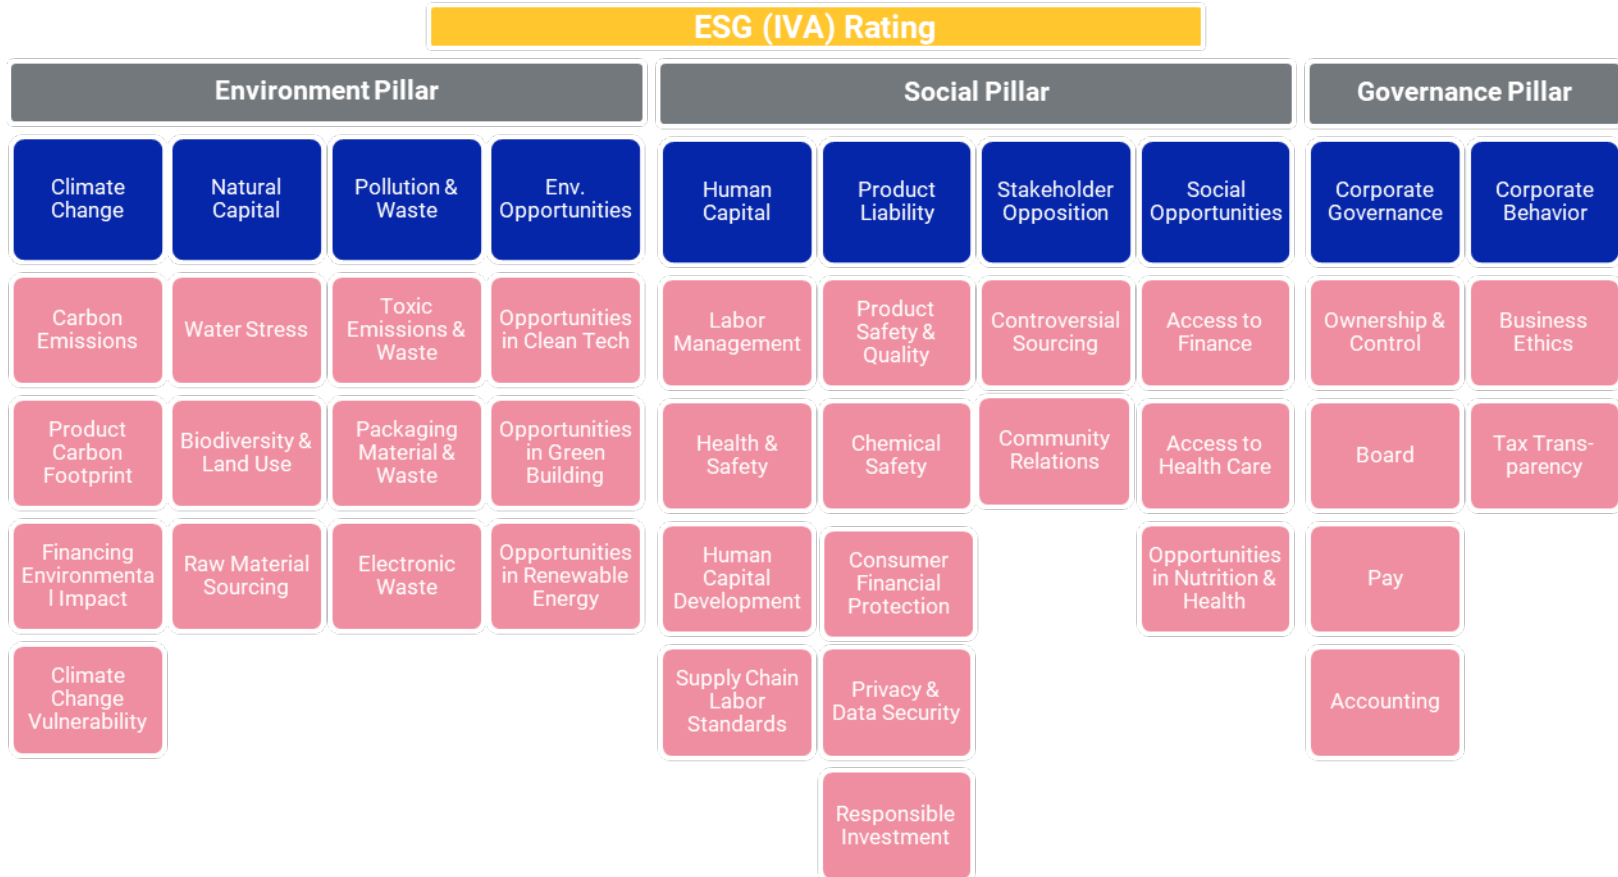 ESG (IVA) Rating
Environment Pillar
Social Pillar
Governance Pillar
Climate
Change
Natural
Capital
Pollution &
Waste
Env.
Opportunities
Human
Capital
Product
Liability
Stakeholder
Opposition
Social
Opportunities
Corporate
Governance
Corporate
Behavior
Carbon
Emissions
Water Stress
Toxic
Emissions &
Waste
Opportunities
in Clean Tech
Labor
Management
Product
Safety &
Quality
Controversial
Sourcing
Access to
Finance
Ownership &
Control
Business
Ethics
Product
Carbon
Footprint
Biodiversity &
Land Use
Packaging
Material &
Waste
Opportunities
in Green
Building
Health &
Safety
Chemical
Safety
Community
Relations
Access to
Health Care
Board
Tax Trans-
parency
Financing
Environmenta
l Impact
Raw Material
Sourcing
Electronic
Waste
Opportunities
in Renewable
Energy
Human
Capital
Development
Consumer
Financial
Protection
Opportunities
in Nutrition &
Health
Pay
Climate
Change
Vulnerability
Supply Chain
Labor
Standards
Privacy &
Data Security
Accounting
Responsible
Investment